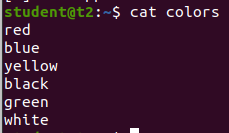 student@t2:~$ cat colors
red
blue
yellow
black
green
white